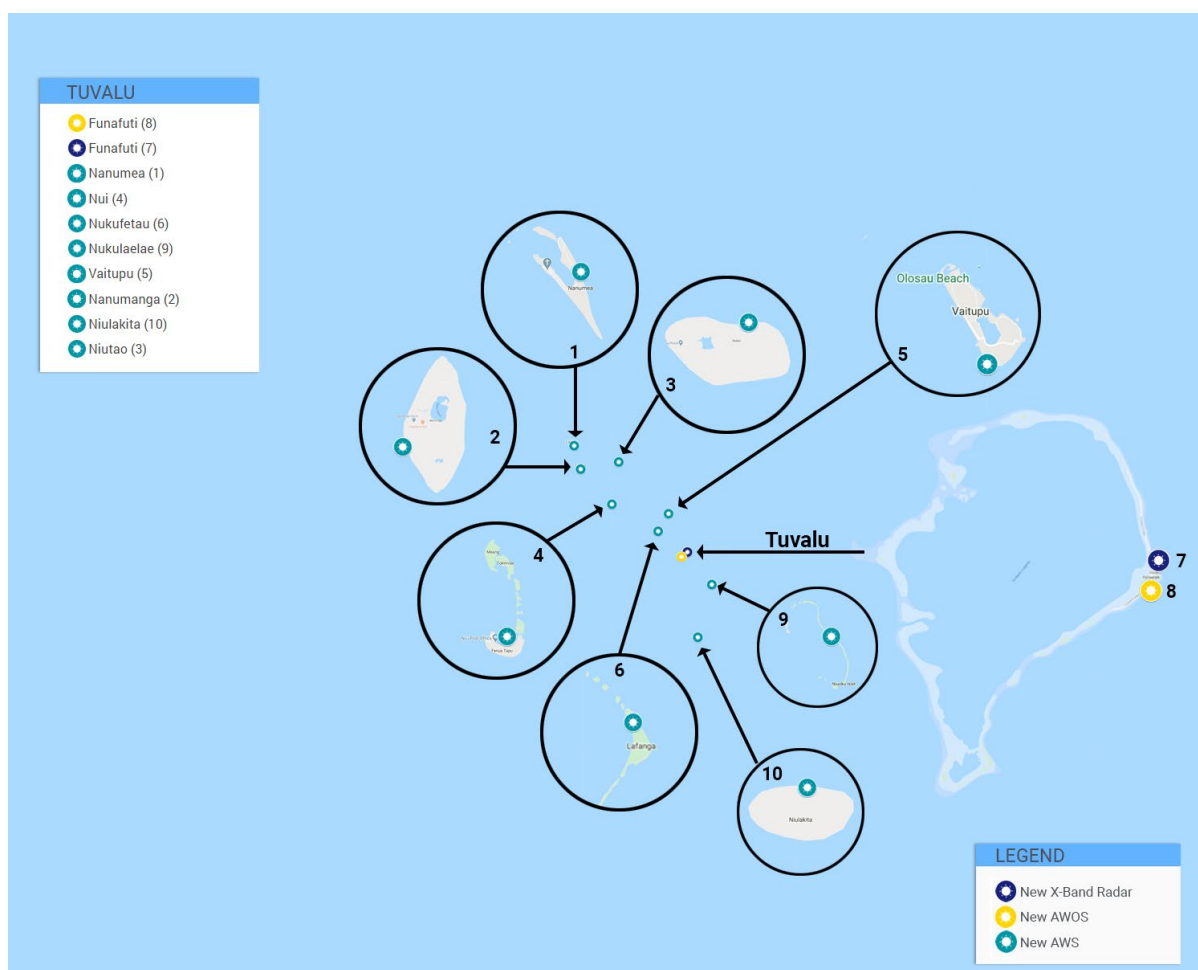 TUVALU
Funafuti (8)
Funafuti (7)
Nanumea (1)
Nui (4)
Nukufetau (6)
Nukulaelae (9)
Vaitupu (5)
Nanumanga (2)
Niulakita (10)
Niutao (3)
Nanumea
1
3
Olosau Beach
Vaitupu
5
2
4
Tuvalu
7
8
9
6
Lafanga
10
Niulakita
LEGEND
New X-Band Radar
New AWOS
New AWS